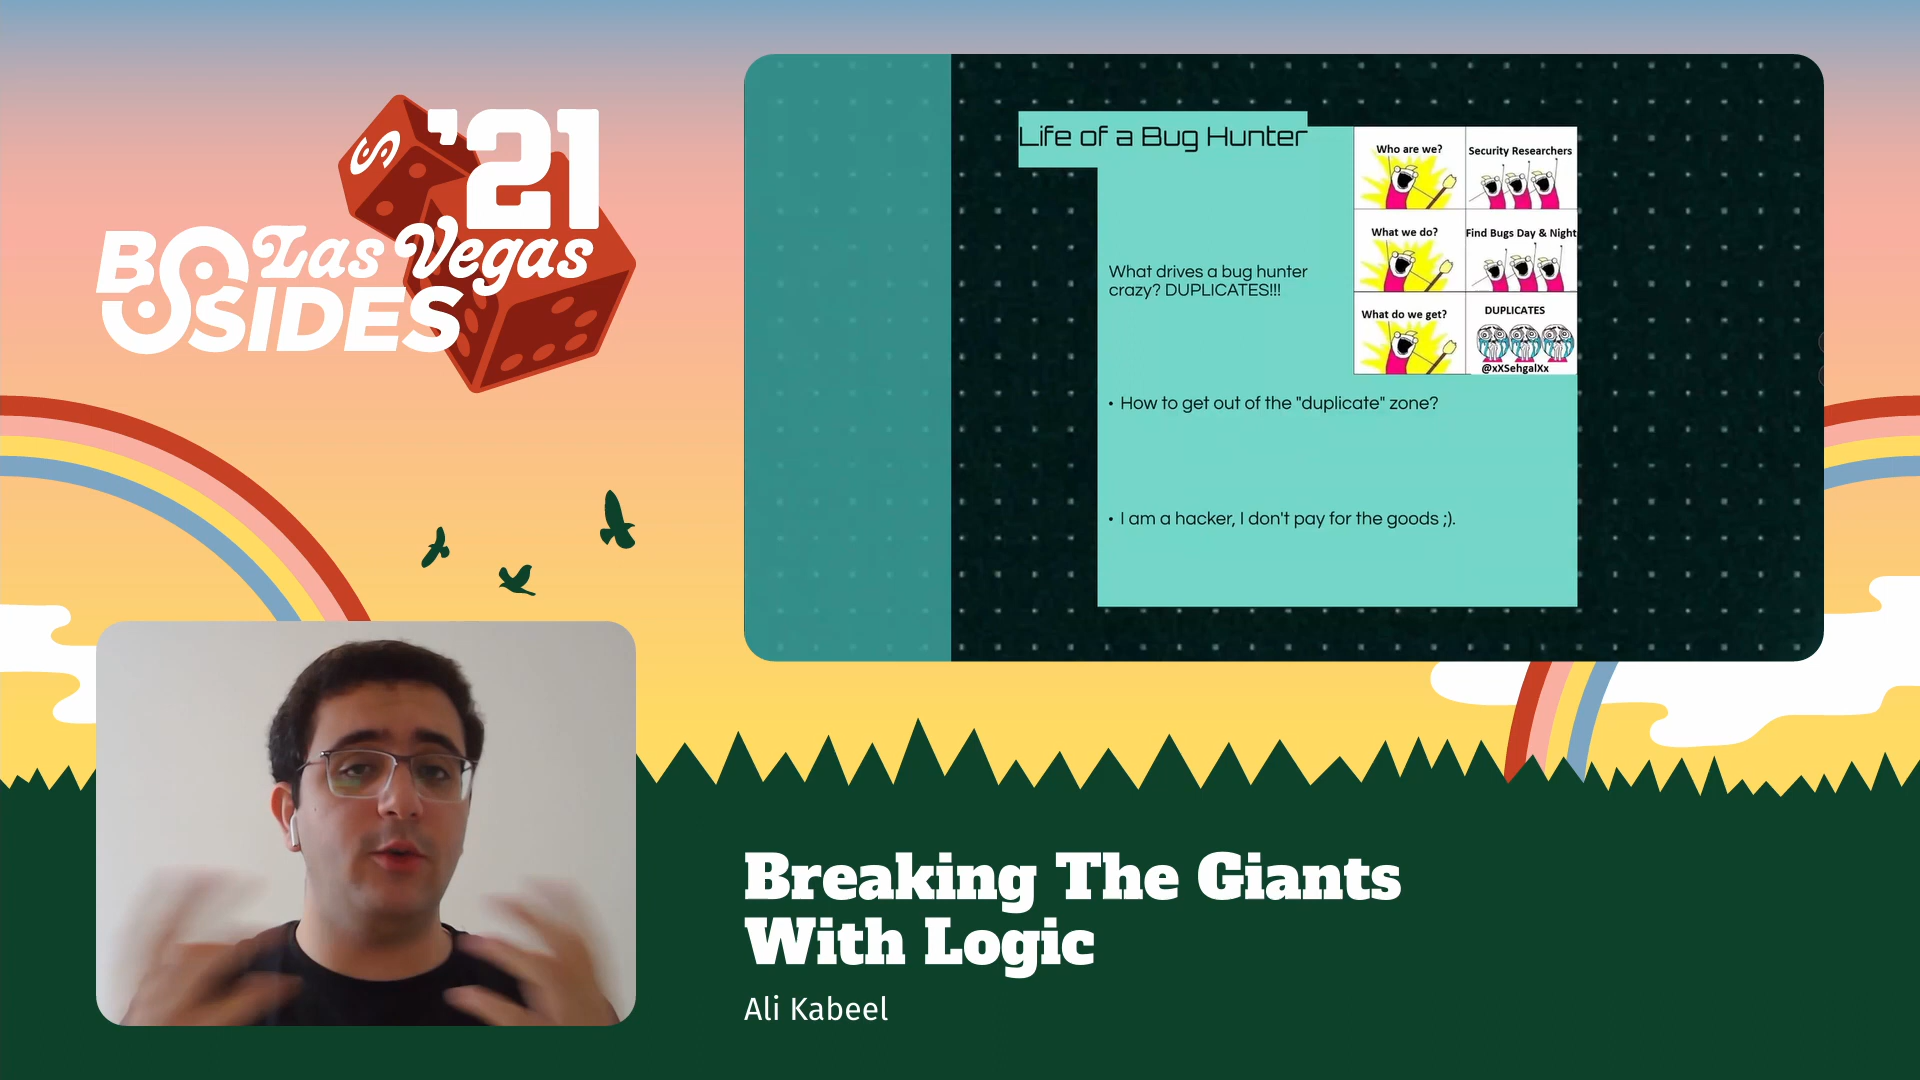 S
'21
BSIDES
Las Vegas
Life of a Bug Hunter
Who are we?
Security Researchers
What we do?
Find Bugs Day & Night
What do we get?
DUPLICATES
@xXSehgalXx
What drives a bug hunter
crazy? DUPLICATES!!!
• How to get out of the "duplicate" zone?
• I am a hacker, I don't pay for the goods ;).
Breaking The Giants
With Logic
Ali Kabeel